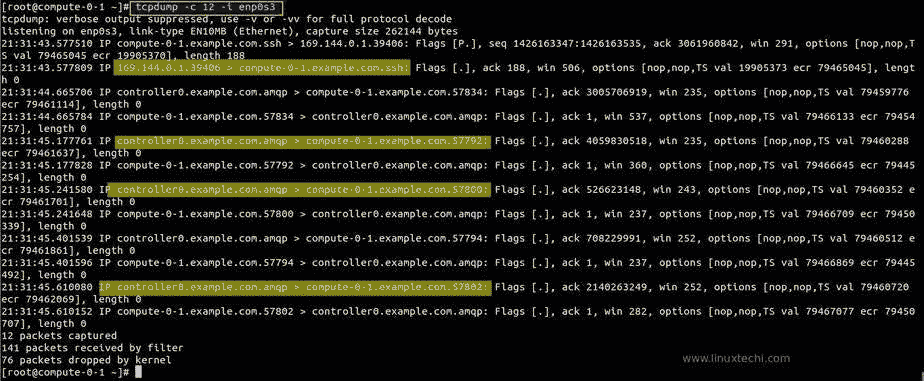 [root@compute-0-1 ~]# tcpdump -c 12 -i enp0s3
tcpdump: verbose output suppressed, use -v or -vv for full protocol decode
listening on enp0s3, link-type EN10MB (Ethernet), capture size 262144 bytes
21:31:43.577510 IP compute-0-1.example.com.ssh > 169.144.0.1.39406: Flags [P.], seq 1426163347:1426163535, ack 3061960842, win 291, options [nop,nop,T
S val 79465045 ecr 19905370], length 188
21:31:43.577809 IP 169.144.0.1.39406 > compute-0-1.example.com.ssh: Flags [.], ack 188, win 506, options [nop,nop,TS val 19905373 ecr 79465045], lengt
h 0
21:31:44.665706 IP controller0.example.com.amqp > compute-0-1.example.com.57834: Flags [.], ack 3005706919, win 235, options [nop,nop,TS val 79459776
ecr 79461114], length 0
21:31:44.665784 IP compute-0-1.example.com.57834 > controller0.example.com.amqp: Flags [.], ack 1, win 537, options [nop,nop,TS val 79466133 ecr 79454
757], length 0
21:31:45.177761 IP controller0.example.com.amqp > compute-0-1.example.com.57792: Flags [.], ack 4059830518, win 235, options [nop,nop,TS val 79460288
ecr 79461637], length 0
21:31:45.177828 IP compute-0-1.example.com.57792 > controller0.example.com.amqp: Flags [.], ack 1, win 360, options [nop,nop,TS val 79466645 ecr 79445
254], length 0
21:31:45.241580 IP controller0.example.com.amqp > compute-0-1.example.com.57800: Flags [.], ack 526623148, win 243, options [nop,nop,TS val 79460352 e
cr 79461701], length 0
21:31:45.241648 IP compute-0-1.example.com.57800 > controller0.example.com.amqp: Flags [.], ack 1, win 237, options [nop,nop,TS val 79466709 ecr 79450
339], length 0
21:31:45.401539 IP controller0.example.com.amqp > compute-0-1.example.com.57794: Flags [.], ack 708229991, win 252, options [nop,nop,TS val 79460512 e
cr 79461861], length 0
21:31:45.401596 IP compute-0-1.example.com.57794 > controller0.example.com.amqp: Flags [.], ack 1, win 237, options [nop,nop,TS val 79466869 ecr 79445
492], length 0
21:31:45.610080 IP controller0.example.com.amqp > compute-0-1.example.com.57802: Flags [.], ack 2140263249, win 252, options [nop,nop,TS val 79460720
ecr 79462069], length 0
21:31:45.610152 IP compute-0-1.example.com.57802 > controller0.example.com.amqp: Flags [.], ack 1, win 282, options [nop,nop,TS val 79467077 ecr 79450
707], length 0
12 packets captured
141 packets received by filter
76 packets dropped by kernel
www.linuxtechi.com
[root@compute-0-1 ~]#